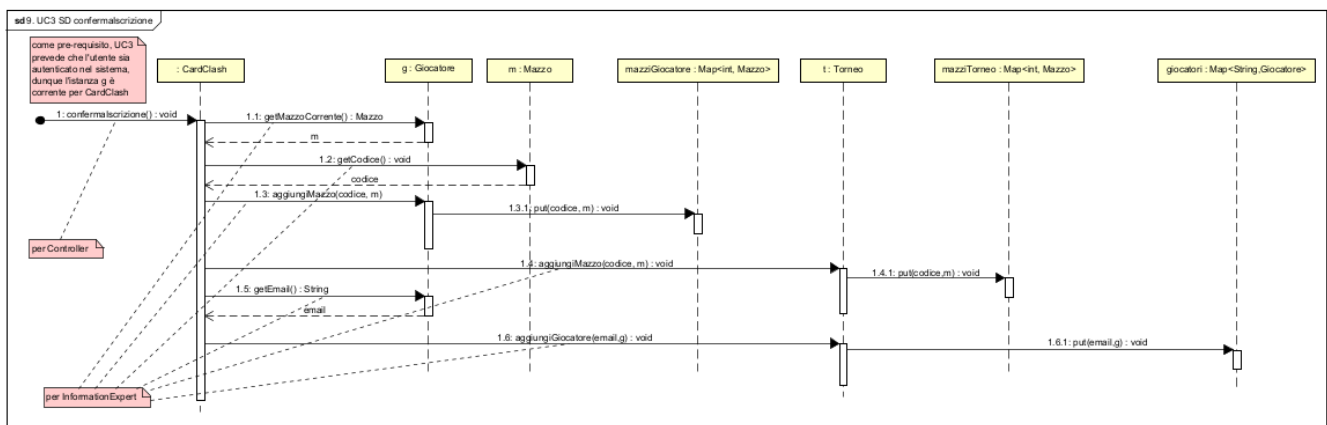 sd 9. UC3 SD confermaIscrizione
come pre-requisito, UC3
prevede che l'utente sia
autenticato nel sistema,
dunque l'istanza g è
corrente per CardClash
: CardClash
g : Giocatore
m : Mazzo
mazziGiocatore : Map<int, Mazzo>
t : Torneo
mazziTorneo : Map<int, Mazzo>
giocatori : Map<String,Giocatore>
1: confermaIscrizione() : void
1.1: getMazzoCorrente() : Mazzo
m
1.2: getCodice() : void
codice
1.3: aggiungiMazzo(codice, m)
1.3.1: put(codice, m) : void
per Controller
1.4: aggiungiMazzo(codice, m) : void
1.4.1: put(codice,m) : void
1.5: getEmail() : String
email
1.6: aggiungiGiocatore(email,g) : void
1.6.1: put(email,g) : void
per InformationExpert